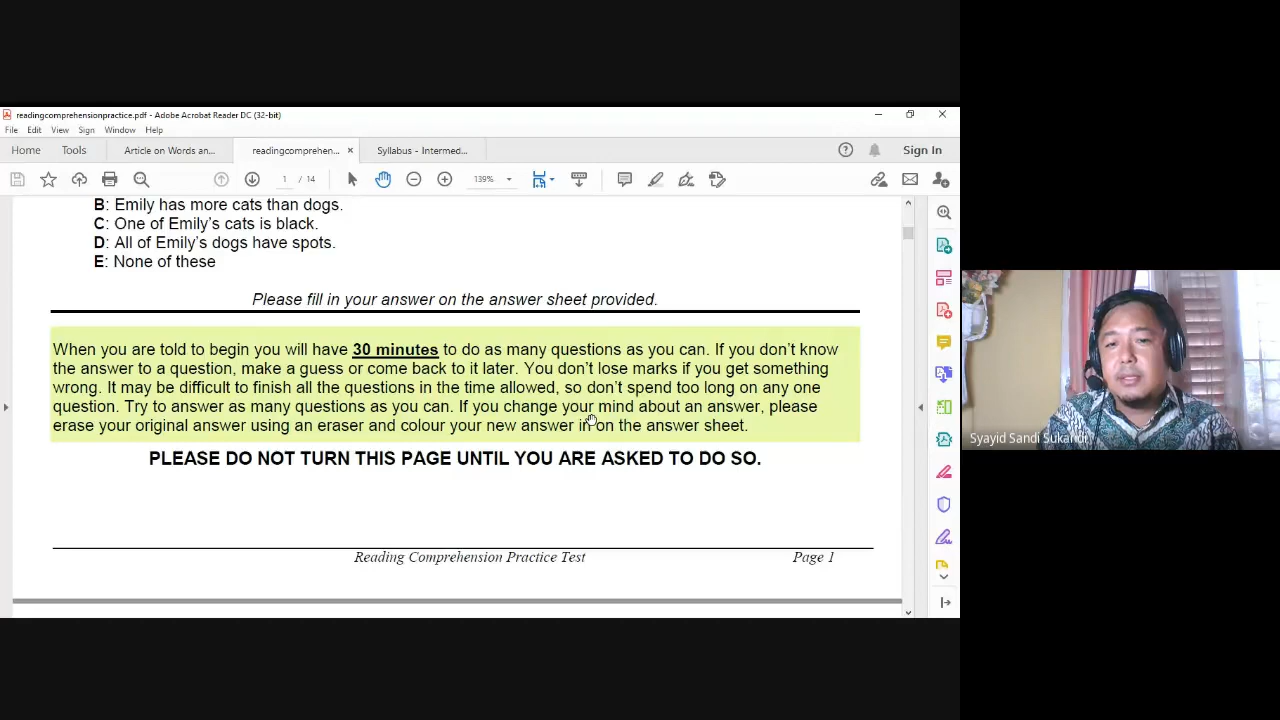 readingcomprehensionpractice.pdf - Adobe Acrobat Reader DC (32-bit)
File Edit View Sign Window Help
Home Tools Article on Words an... readingcomprehen... × Syllabus - Intermed... Sign In
1 / 14 139%
B: Emily has more cats than dogs.
C: One of Emily's cats is black.
D: All of Emily's dogs have spots.
E: None of these
Please fill in your answer on the answer sheet provided.
When you are told to begin you will have 30 minutes to do as many questions as you can. If you don't know
the answer to a question, make a guess or come back to it later. You don't lose marks if you get something
wrong. It may be difficult to finish all the questions in the time allowed, so don't spend too long on any one
question. Try to answer as many questions as you can. If you change your mind about an answer, please
erase your original answer using an eraser and colour your new answer in on the answer sheet.
PLEASE DO NOT TURN THIS PAGE UNTIL YOU ARE ASKED TO DO SO.
Reading Comprehension Practice Test Page 1
Syayid Sandi Sukandi